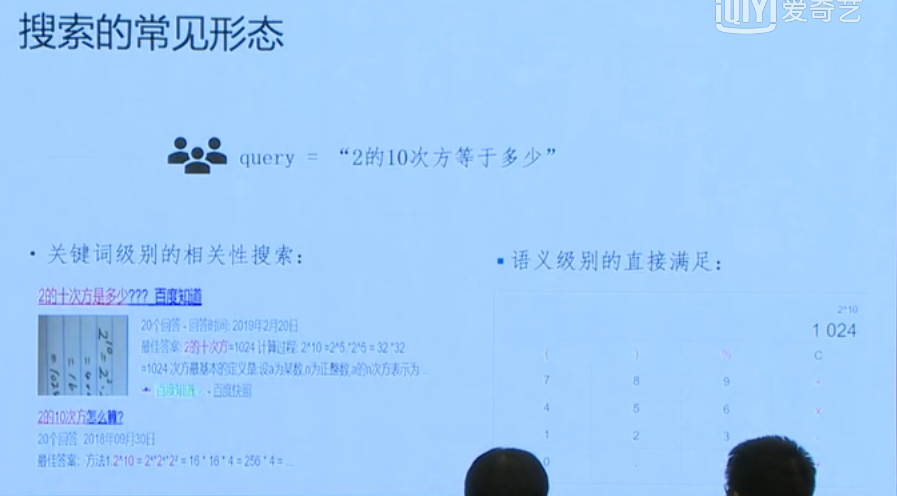 搜索的常见形态
iQIYI 爱奇艺
query = “2的10次方等于多少”
• 关键词级别的相关性搜索：
2的十次方是多少???_百度知道
20个回答 - 回答时间: 2019年2月20日
最佳答案: 2的十次方=1024 计算过程: 2^10 =2^5 *2^5 = 32 *32
=1024 次方最基本的定义是:设a为某数,n为正整数,a的n次方表示为...
百度知道 - 百度快照
2的10次方怎么算?
20个回答 2018年09月30日
最佳答案: 方法1.2^10 = 2²*2²*2² = 16 * 16 * 4 = 256 * 4 = ...
▪ 语义级别的直接满足：
2^10
1 024
( ) % C
7 8 9
4 5 6 x
1 2 3
0